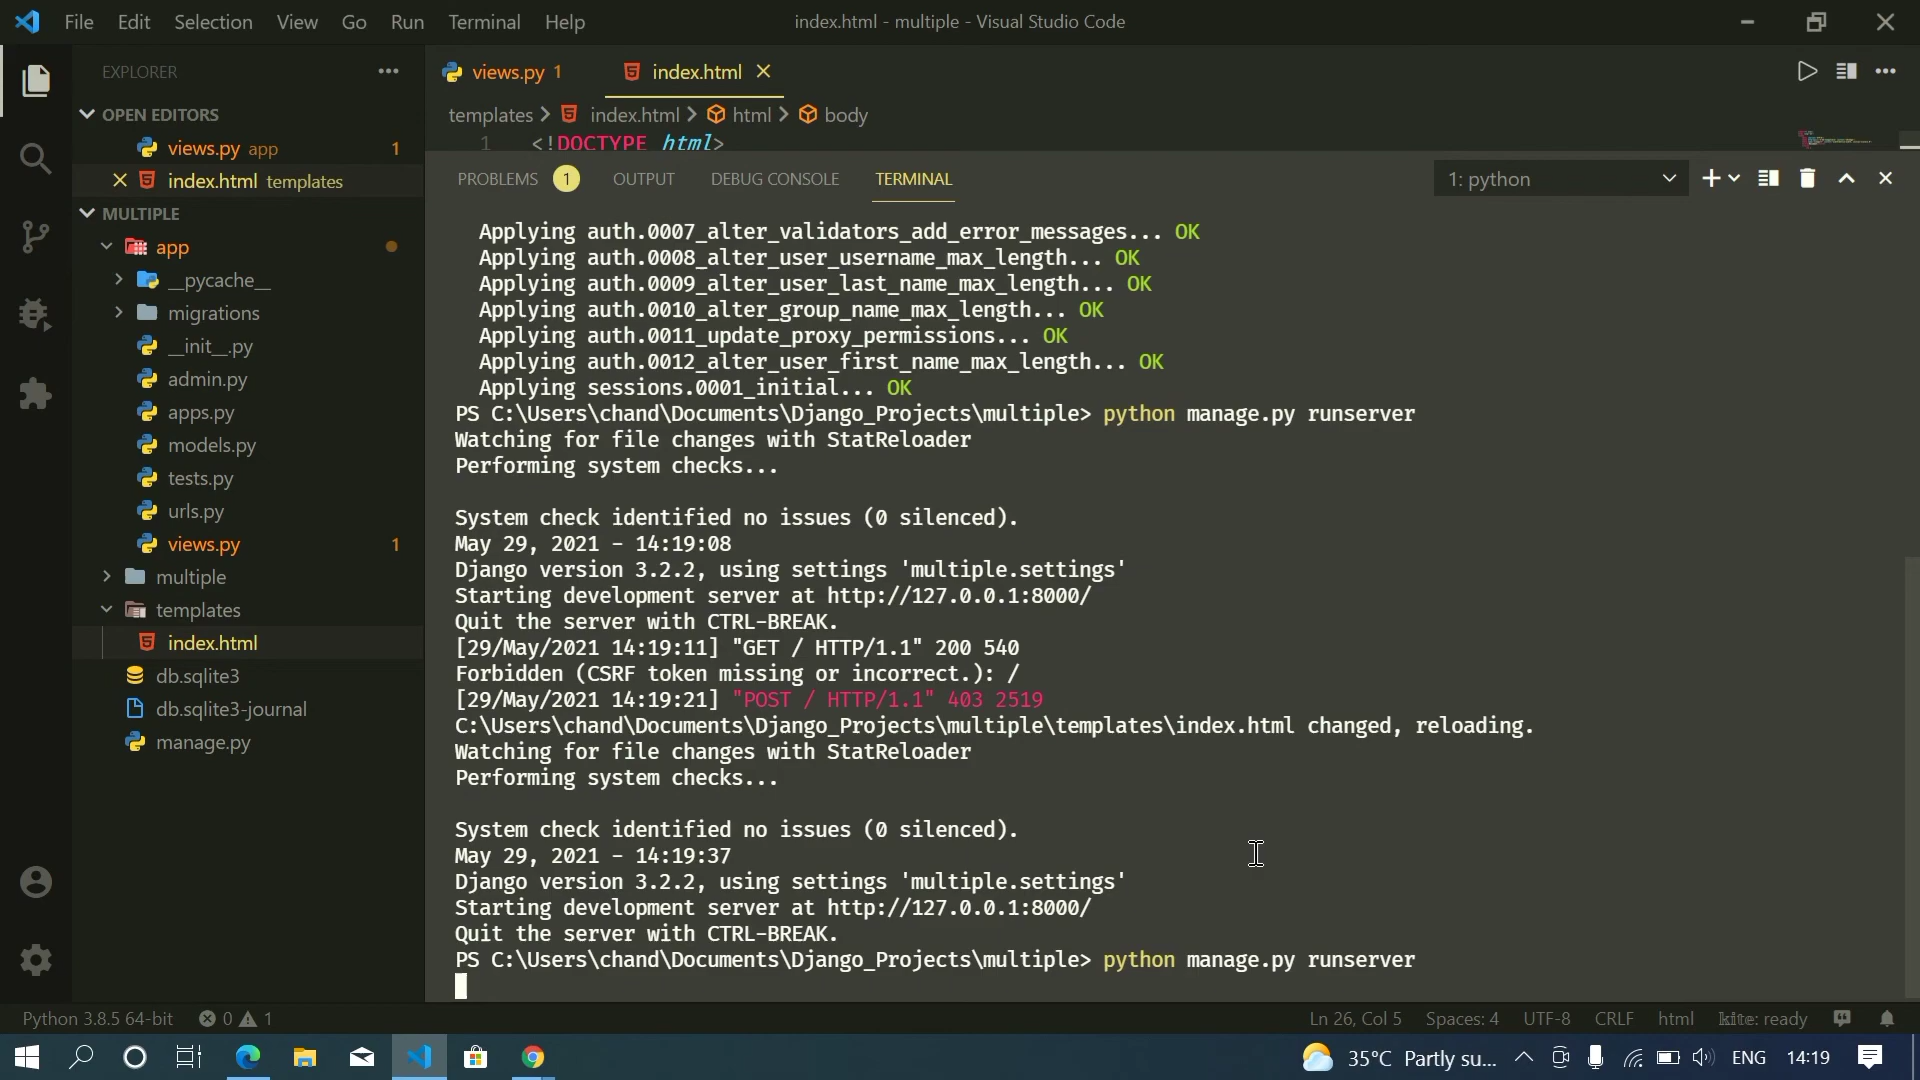 File Edit Selection View Go Run Terminal Help
index.html - multiple - Visual Studio Code
EXPLORER
OPEN EDITORS
views.py app 1
index.html templates
MULTIPLE
app
__pycache__
migrations
__init__.py
admin.py
apps.py
models.py
tests.py
urls.py
views.py 1
multiple
templates
index.html
db.sqlite3
db.sqlite3-journal
manage.py
views.py 1 index.html
templates > index.html > html > body
1 <!DOCTYPE html>
PROBLEMS 1 OUTPUT DEBUG CONSOLE TERMINAL 1: python
Applying auth.0007_alter_validators_add_error_messages... OK
Applying auth.0008_alter_user_username_max_length... OK
Applying auth.0009_alter_user_last_name_max_length... OK
Applying auth.0010_alter_group_name_max_length... OK
Applying auth.0011_update_proxy_permissions... OK
Applying auth.0012_alter_user_first_name_max_length... OK
Applying sessions.0001_initial... OK
PS C:\Users\chand\Documents\Django_Projects\multiple> python manage.py runserver
Watching for file changes with StatReloader
Performing system checks...
System check identified no issues (0 silenced).
May 29, 2021 - 14:19:08
Django version 3.2.2, using settings 'multiple.settings'
Starting development server at http://127.0.0.1:8000/
Quit the server with CTRL-BREAK.
[29/May/2021 14:19:11] "GET / HTTP/1.1" 200 540
Forbidden (CSRF token missing or incorrect.): /
[29/May/2021 14:19:21] "POST / HTTP/1.1" 403 2519
C:\Users\chand\Documents\Django_Projects\multiple\templates\index.html changed, reloading.
Watching for file changes with StatReloader
Performing system checks...
System check identified no issues (0 silenced).
May 29, 2021 - 14:19:37
Django version 3.2.2, using settings 'multiple.settings'
Starting development server at http://127.0.0.1:8000/
Quit the server with CTRL-BREAK.
PS C:\Users\chand\Documents\Django_Projects\multiple> python manage.py runserver
Python 3.8.5 64-bit 0 1 Ln 26, Col 5 Spaces: 4 UTF-8 CRLF html kite: ready
35°C Partly su... ENG 14:19